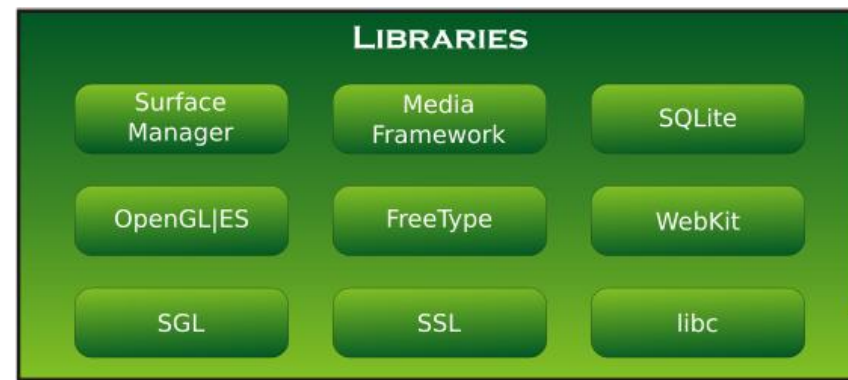 LIBRARIES
Surface
Manager
Media
Framework
SQLite
OpenGL|ES
FreeType
WebKit
SGL
SSL
libc